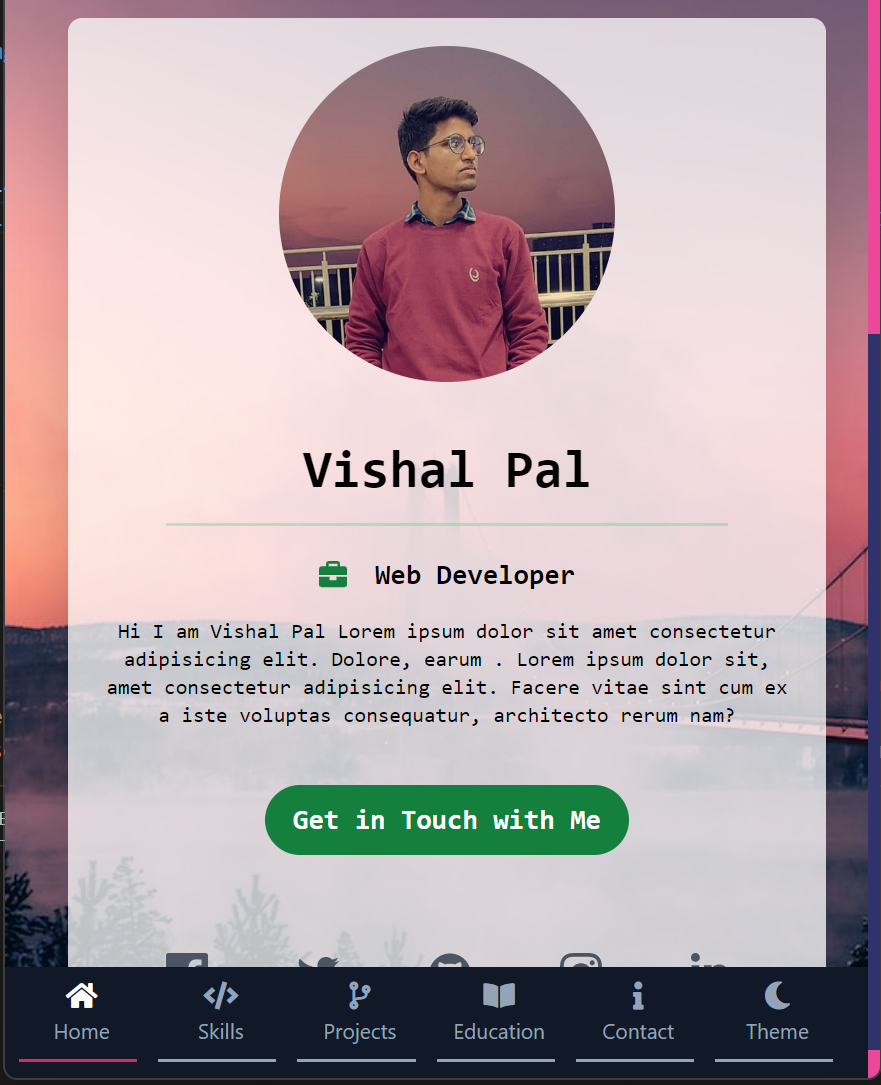 Vishal Pal
Web Developer
Hi I am Vishal Pal Lorem ipsum dolor sit amet consectetur
adipisicing elit. Dolore, earum . Lorem ipsum dolor sit,
amet consectetur adipisicing elit. Facere vitae sint cum ex
a iste voluptas consequatur, architecto rerum nam?
Get in Touch with Me
Home Skills Projects Education Contact Theme